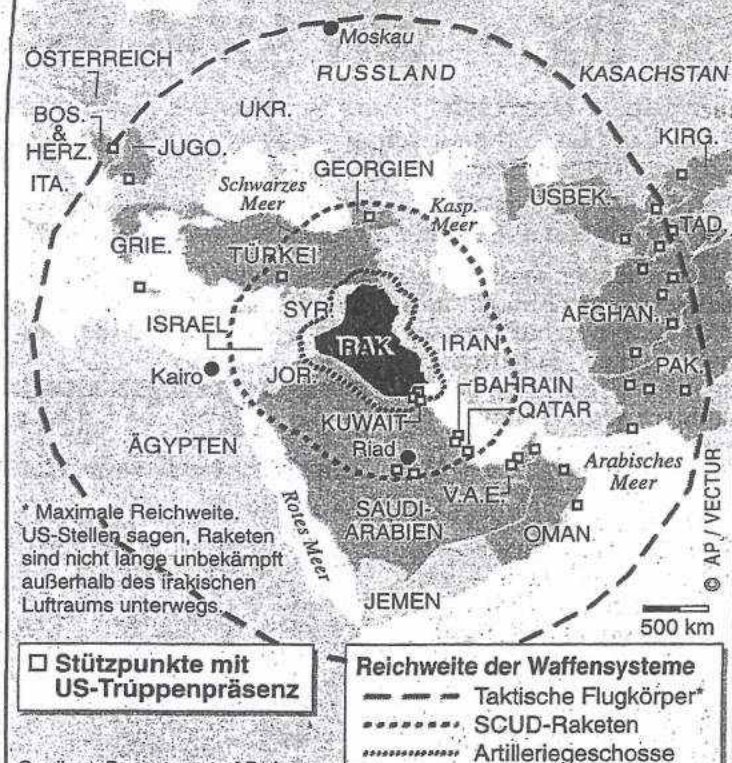 Moskau
ÖSTERREICH
RUSSLAND
KASACHSTAN
BOS.
&
HERZ.
UKR.
JUGO.
KIRG.
ITA.
GEORGIEN
Schwarzes
Meer
Kasp.
Meer
USBEK.
TAD.
GRIE.
TÜRKEI
SYR.
AFGHAN.
ISRAEL
IRAK
IRAN
Kairo
JOR.
PAK.
BAHRAIN
KUWAIT
QATAR
Riad
ÄGYPTEN
Arabisches
Meer
V.A.E.
SAUDI-
ARABIEN
Rotes Meer
OMAN
JEMEN
* Maximale Reichweite.
US-Stellen sagen, Raketen
sind nicht lange unbekämpft
außerhalb des irakischen
Luftraums unterwegs.
© AP / VECTUR
500 km
Stützpunkte mit
US-Truppenpräsenz
Reichweite der Waffensysteme
Taktische Flugkörper*
SCUD-Raketen
Artilleriegeschosse